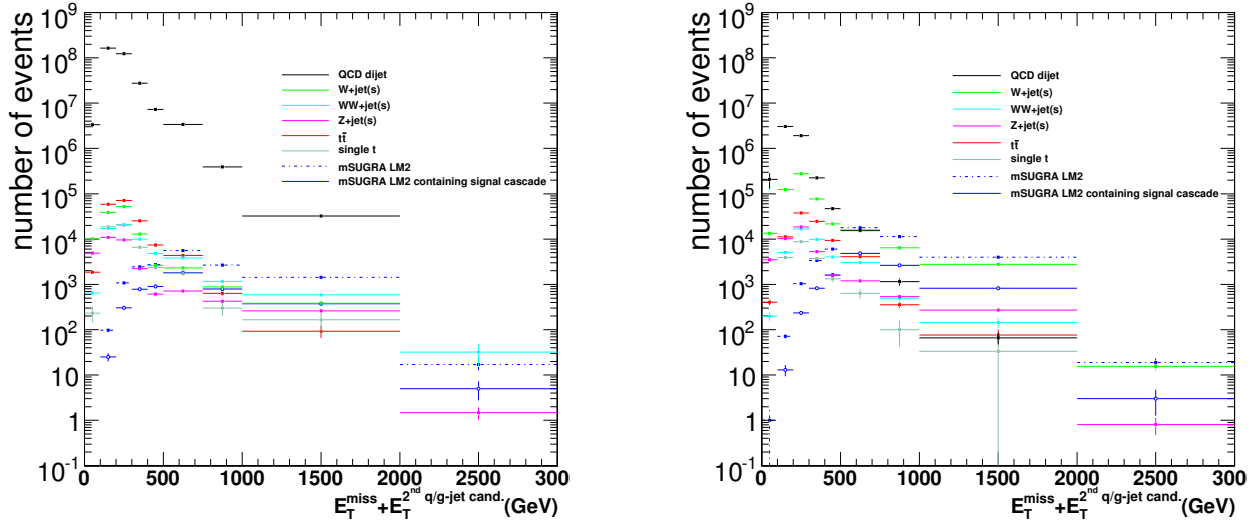 number of events
10^9
10^8
10^7
10^6
10^5
10^4
10^3
10^2
10
1
10^-1
QCD dijet
W+jet(s)
WW+jet(s)
Z+jet(s)
tt̄
single t
mSUGRA LM2
mSUGRA LM2 containing signal cascade
0 500 1000 1500 2000 2500 300
E_T^miss+E_T^2nd q/g-jet cand.(GeV)
number of events
10^9
10^8
10^7
10^6
10^5
10^4
10^3
10^2
10
1
10^-1
QCD dijet
W+jet(s)
WW+jet(s)
Z+jet(s)
tt̄
single t
mSUGRA LM2
mSUGRA LM2 containing signal cascade
0 500 1000 1500 2000 2500 300
E_T^miss+E_T^2nd q/g-jet cand.(GeV)